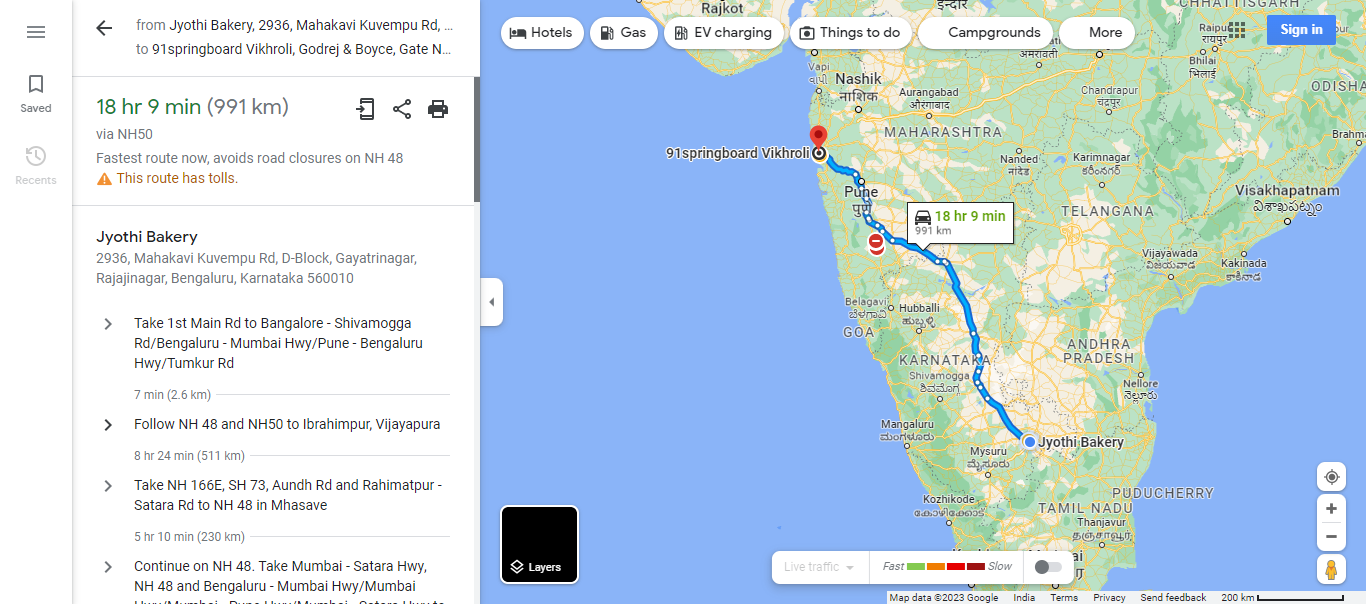 Saved
Recents
from Jyothi Bakery, 2936, Mahakavi Kuvempu Rd, ...
to 91springboard Vikhroli, Godrej & Boyce, Gate N...
18 hr 9 min (991 km)
via NH50
Fastest route now, avoids road closures on NH 48
This route has tolls.
Jyothi Bakery
2936, Mahakavi Kuvempu Rd, D-Block, Gayatrinagar,
Rajajinagar, Bengaluru, Karnataka 560010
Take 1st Main Rd to Bangalore - Shivamogga
Rd/Bengaluru - Mumbai Hwy/Pune - Bengaluru
Hwy/Tumkur Rd
7 min (2.6 km)
Follow NH 48 and NH50 to Ibrahimpur, Vijayapura
8 hr 24 min (511 km)
Take NH 166E, SH 73, Aundh Rd and Rahimatpur -
Satara Rd to NH 48 in Mhasave
5 hr 10 min (230 km)
Continue on NH 48. Take Mumbai - Satara Hwy,
NH 48 and Bengaluru - Mumbai Hwy/Mumbai
Hotels
Gas
EV charging
Things to do
Campgrounds
More
Sign in
Rajkot
इन्दौर
CHHATTISGARH
Raipur
रायपुर
Bhilai
भिलाई
अमरावती
Vapi
વાપી
Nashik
नाशिक
Aurangabad
औरंगाबाद
Chandrapur
चंद्रपूर
ODISHA
MAHARASHTRA
91springboard Vikhroli
Nanded
नांदेड
Karimnagar
కరీంనగర్
Pune
पुणे
Visakhapatnam
విశాఖపట్నం
TELANGANA
18 hr 9 min
991 km
Vijayawada
విజయవాడ
Kakinada
కాకినాడ
Belagavi
ಬೆಳಗಾವಿ
Hubballi
ಹುಬ್ಬಳ್ಳಿ
GOA
KARNATAKA
ANDHRA
PRADESH
Shivamogga
ಶಿವಮೊಗ್ಗ
Nellore
నెల్లూరు
Mangaluru
ಮಂಗಳೂರು
Jyothi Bakery
Mysuru
ಮೈಸೂರು
Kozhikode
കോഴിക്കോട്
PUDUCHERRY
TAMIL NADU
Thanjavur
தஞ்சாவூர்
Layers
Live traffic
Fast
Slow
Map data ©2023 Google
India
Terms
Privacy
Send feedback
200 km